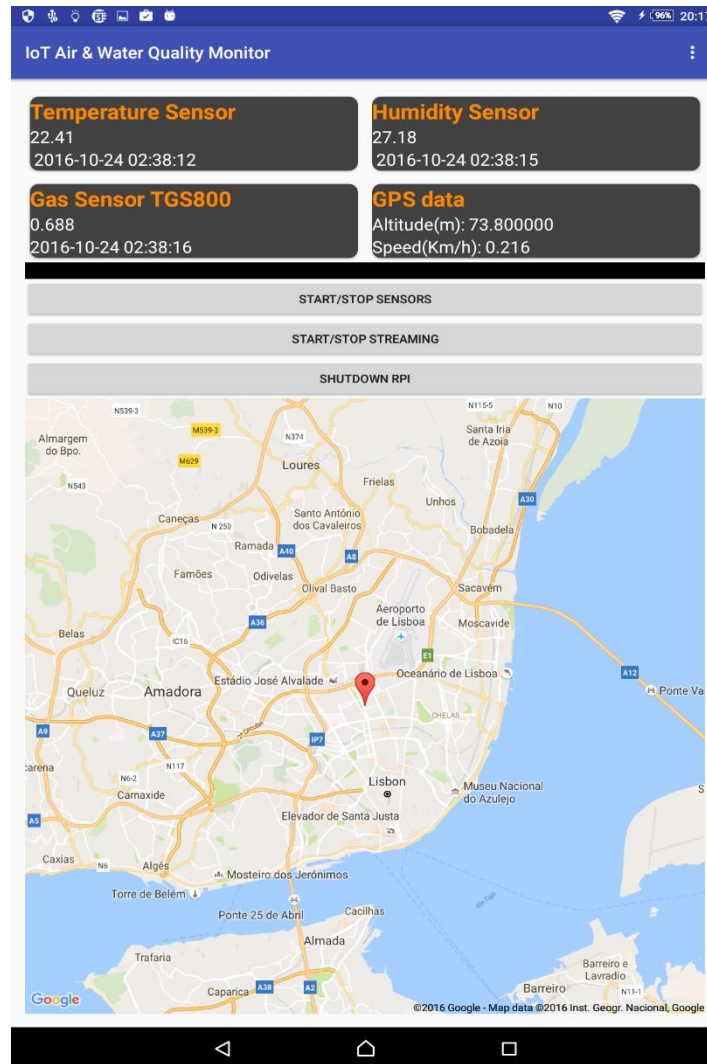 96%
IoT Air & Water Quality Monitor
Temperature Sensor
22.41
2016-10-24 02:38:12
Humidity Sensor
27.18
2016-10-24 02:38:15
Gas Sensor TGS800
0.688
2016-10-24 02:38:16
GPS data
Altitude(m): 73.800000
Speed(Km/h): 0.216
START/STOP SENSORS
START/STOP STREAMING
SHUTDOWN RPI
N539-3
N115-5
N10
M539-3
N374
Santa Iria
de Azoia
Almargem
do Bpo.
M629
Loures
Frielas
N543
Unhos
A30
Santo António
dos Cavaleiros
Caneças
N 250
Bobadela
Ramada
A40
A8
Famões
Odivelas
Olival Basto
Sacavém
Aeroporto
de Lisboa
A36
Moscavide
Belas
IC16
E1
Estádio José Alvalade
Oceanário de Lisboa
A12
Queluz
Amadora
Ponte Va
CHELAS
A9
A37
2ª Circular
IP7
carena
N117
N6-2
Lisbon
Museu Nacional
do Azulejo
S
Carnaxide
A5
Elevador de Santa Justa
Caxias
N6
Algés
Mosteiro dos Jerónimos
Torre de Belém
Rio Tejo
Ponte 25 de Abril
Cacilhas
Almada
Trafaria
Barreiro e
Lavradio
Caparica
A38
A2
Barreiro
N11-1
Google
©2016 Google - Map data ©2016 Inst. Geogr. Nacional, Google